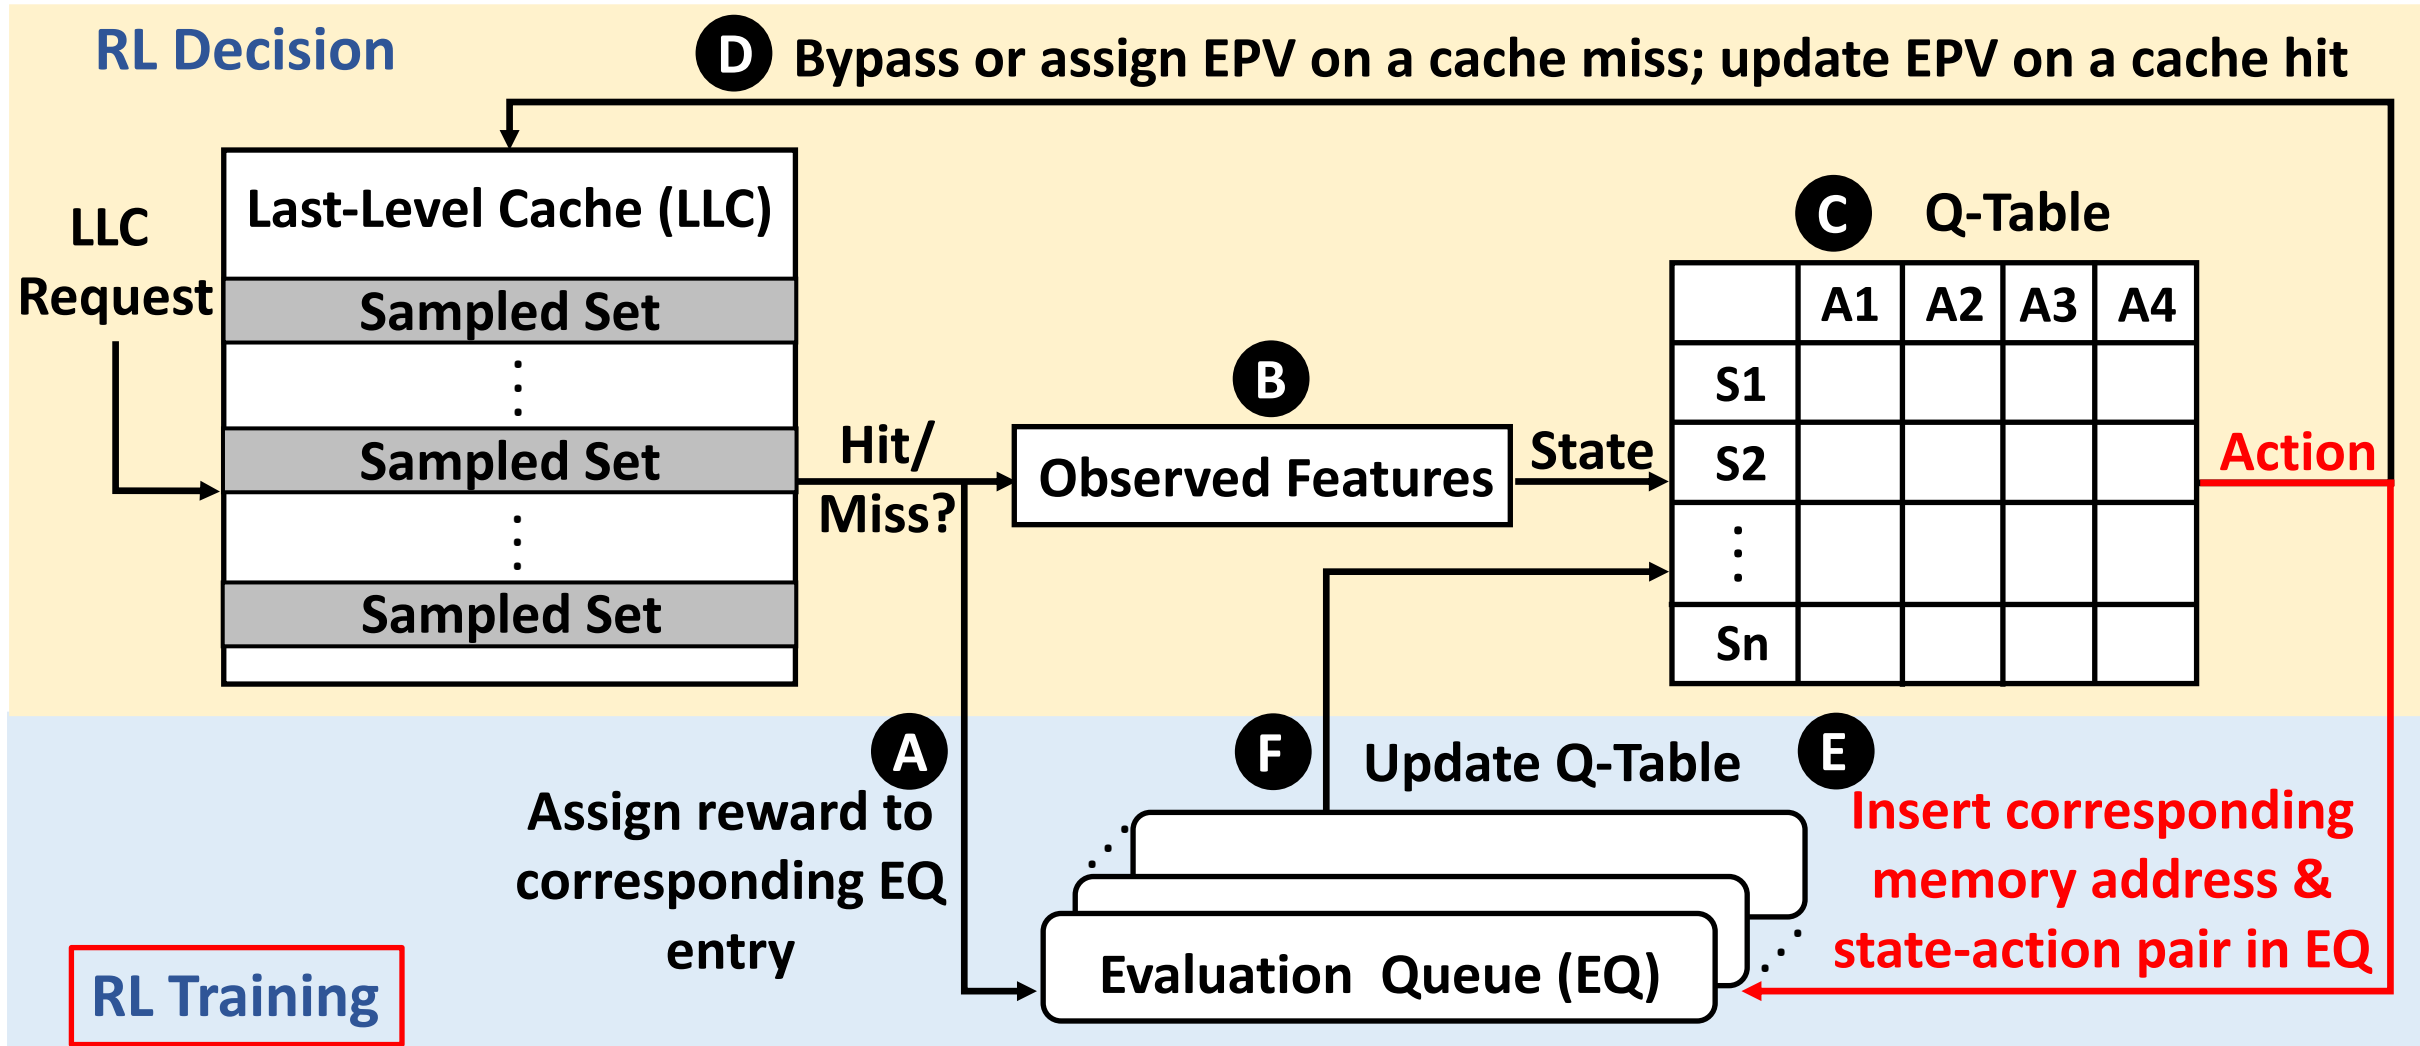 RL Decision
D Bypass or assign EPV on a cache miss; update EPV on a cache hit
LLC
Request
Last-Level Cache (LLC)
Sampled Set
Sampled Set
Sampled Set
Hit/
Miss?
B
Observed Features
State
C Q-Table
A1 A2 A3 A4
S1
S2
Sn
Action
A
Assign reward to
corresponding EQ
entry
F Update Q-Table
E
Insert corresponding
memory address &
state-action pair in EQ
Evaluation Queue (EQ)
RL Training